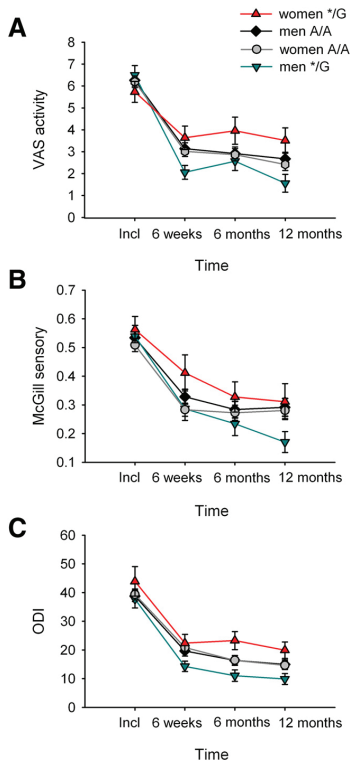 women */G
men A/A
women A/A
men */G
A
8
7
6
5
4
3
2
1
0
VAS activity
Incl 6 weeks 6 months 12 months
Time
B
0.7
0.6
0.5
0.4
0.3
0.2
0.1
McGill sensory
Incl 6 weeks 6 months 12 months
Time
C
60
50
40
30
20
10
0
ODI
Incl 6 weeks 6 months 12 months
Time